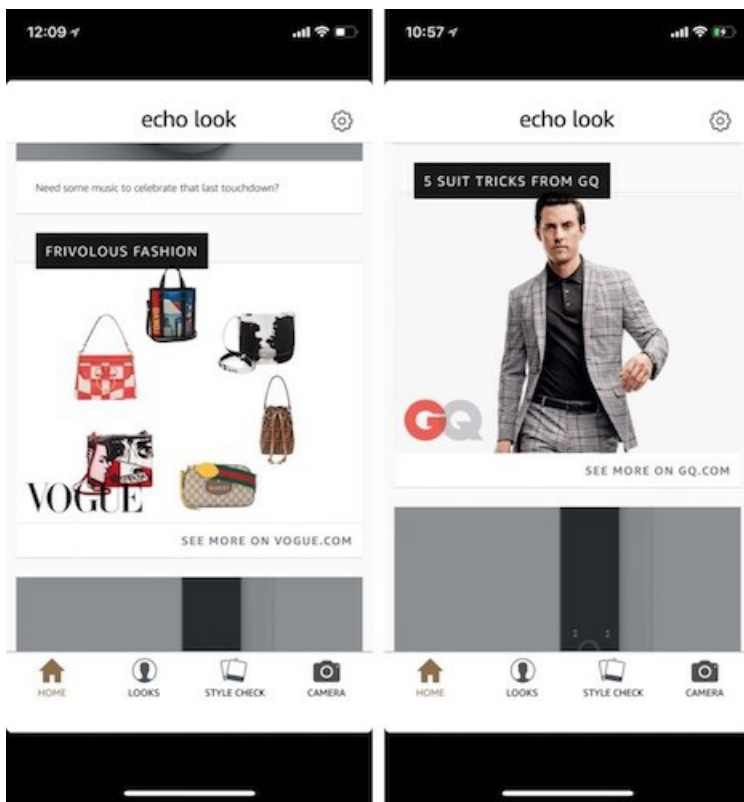 12:09
echo look
Need some music to celebrate that last touchdown?
FRIVOLOUS FASHION
TOKYO
VOGUE
SEE MORE ON VOGUE.COM
HOME
LOOKS
STYLE CHECK
CAMERA
10:57
echo look
5 SUIT TRICKS FROM GQ
GQ
SEE MORE ON GQ.COM
HOME
LOOKS
STYLE CHECK
CAMERA